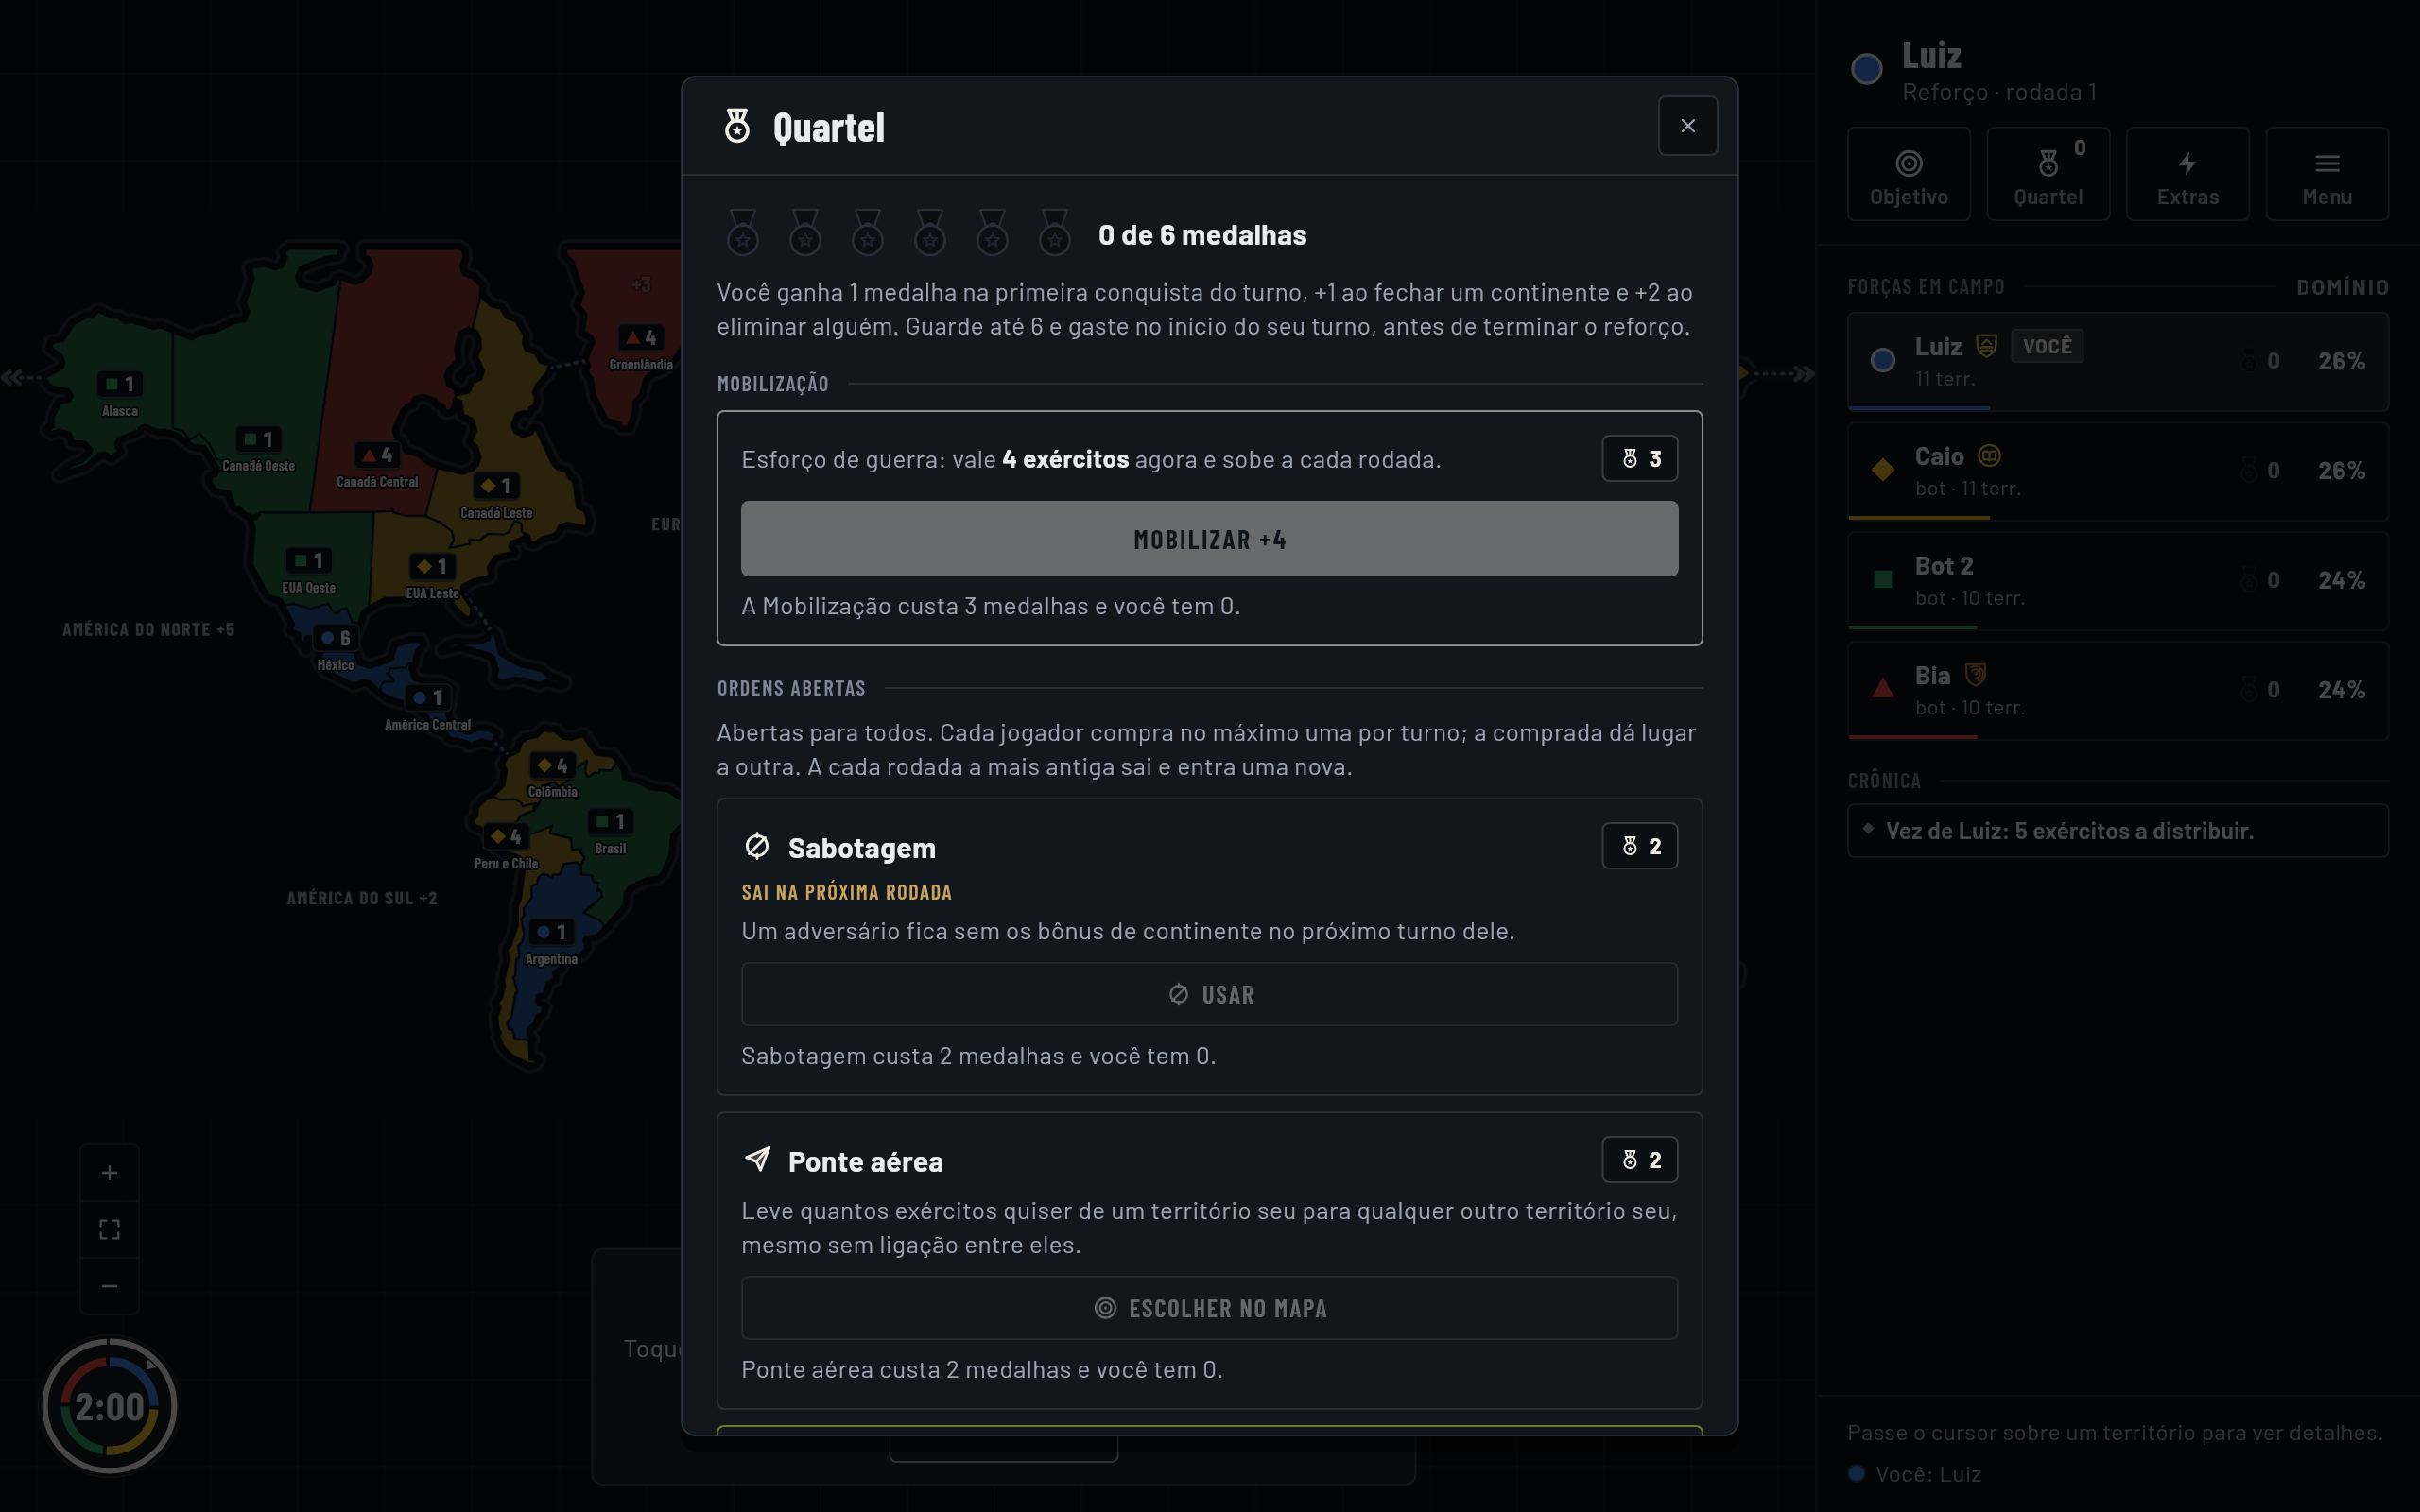 Luiz
Reforço · rodada 1
Objetivo
0
Quartel
Extras
Menu
FORÇAS EM CAMPO
DOMÍNIO
Luiz
VOCÊ
11 terr.
0
26%
Caio
bot · 11 terr.
0
26%
Bot 2
bot · 10 terr.
0
24%
Bia
bot · 10 terr.
0
24%
CRÔNICA
Vez de Luiz: 5 exércitos a distribuir.
Passe o cursor sobre um território para ver detalhes.
Você: Luiz
Quartel
0 de 6 medalhas
Você ganha 1 medalha na primeira conquista do turno, +1 ao fechar um continente e +2 ao
eliminar alguém. Guarde até 6 e gaste no início do seu turno, antes de terminar o reforço.
MOBILIZAÇÃO
Esforço de guerra: vale 4 exércitos agora e sobe a cada rodada.
3
MOBILIZAR +4
A Mobilização custa 3 medalhas e você tem 0.
ORDENS ABERTAS
Abertas para todos. Cada jogador compra no máximo uma por turno; a comprada dá lugar
a outra. A cada rodada a mais antiga sai e entra uma nova.
Sabotagem
2
SAI NA PRÓXIMA RODADA
Um adversário fica sem os bônus de continente no próximo turno dele.
USAR
Sabotagem custa 2 medalhas e você tem 0.
Ponte aérea
2
Leve quantos exércitos quiser de um território seu para qualquer outro território seu,
mesmo sem ligação entre eles.
ESCOLHER NO MAPA
Ponte aérea custa 2 medalhas e você tem 0.
+3
4
Groenlândia
1
Alasca
1
Canadá Oeste
4
Canadá Central
1
Canadá Leste
EUR
1
EUA Oeste
1
EUA Leste
AMÉRICA DO NORTE +5
6
México
1
América Central
4
Colômbia
1
Brasil
4
Peru e Chile
AMÉRICA DO SUL +2
1
Argentina
+
−
2:00
Toque